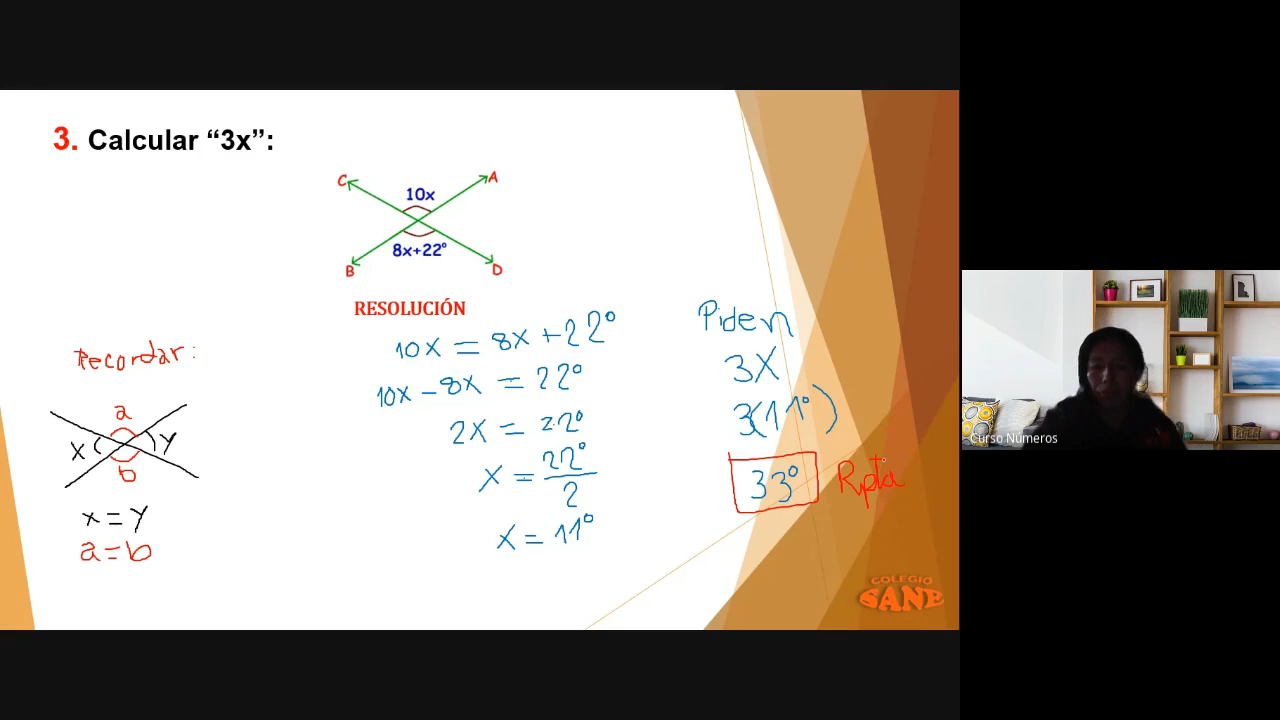 3. Calcular “3x”:
C
A
10x
8x+22°
B
D
RESOLUCIÓN
10x = 8x + 22°
10x - 8x = 22°
2x = 22°
x = 22°/2
x = 11°
Piden
3x
3(11°)
33° Rpta
Recordar:
a
x y
b
x = y
a = b
COLEGIO
SANE
Curso Números